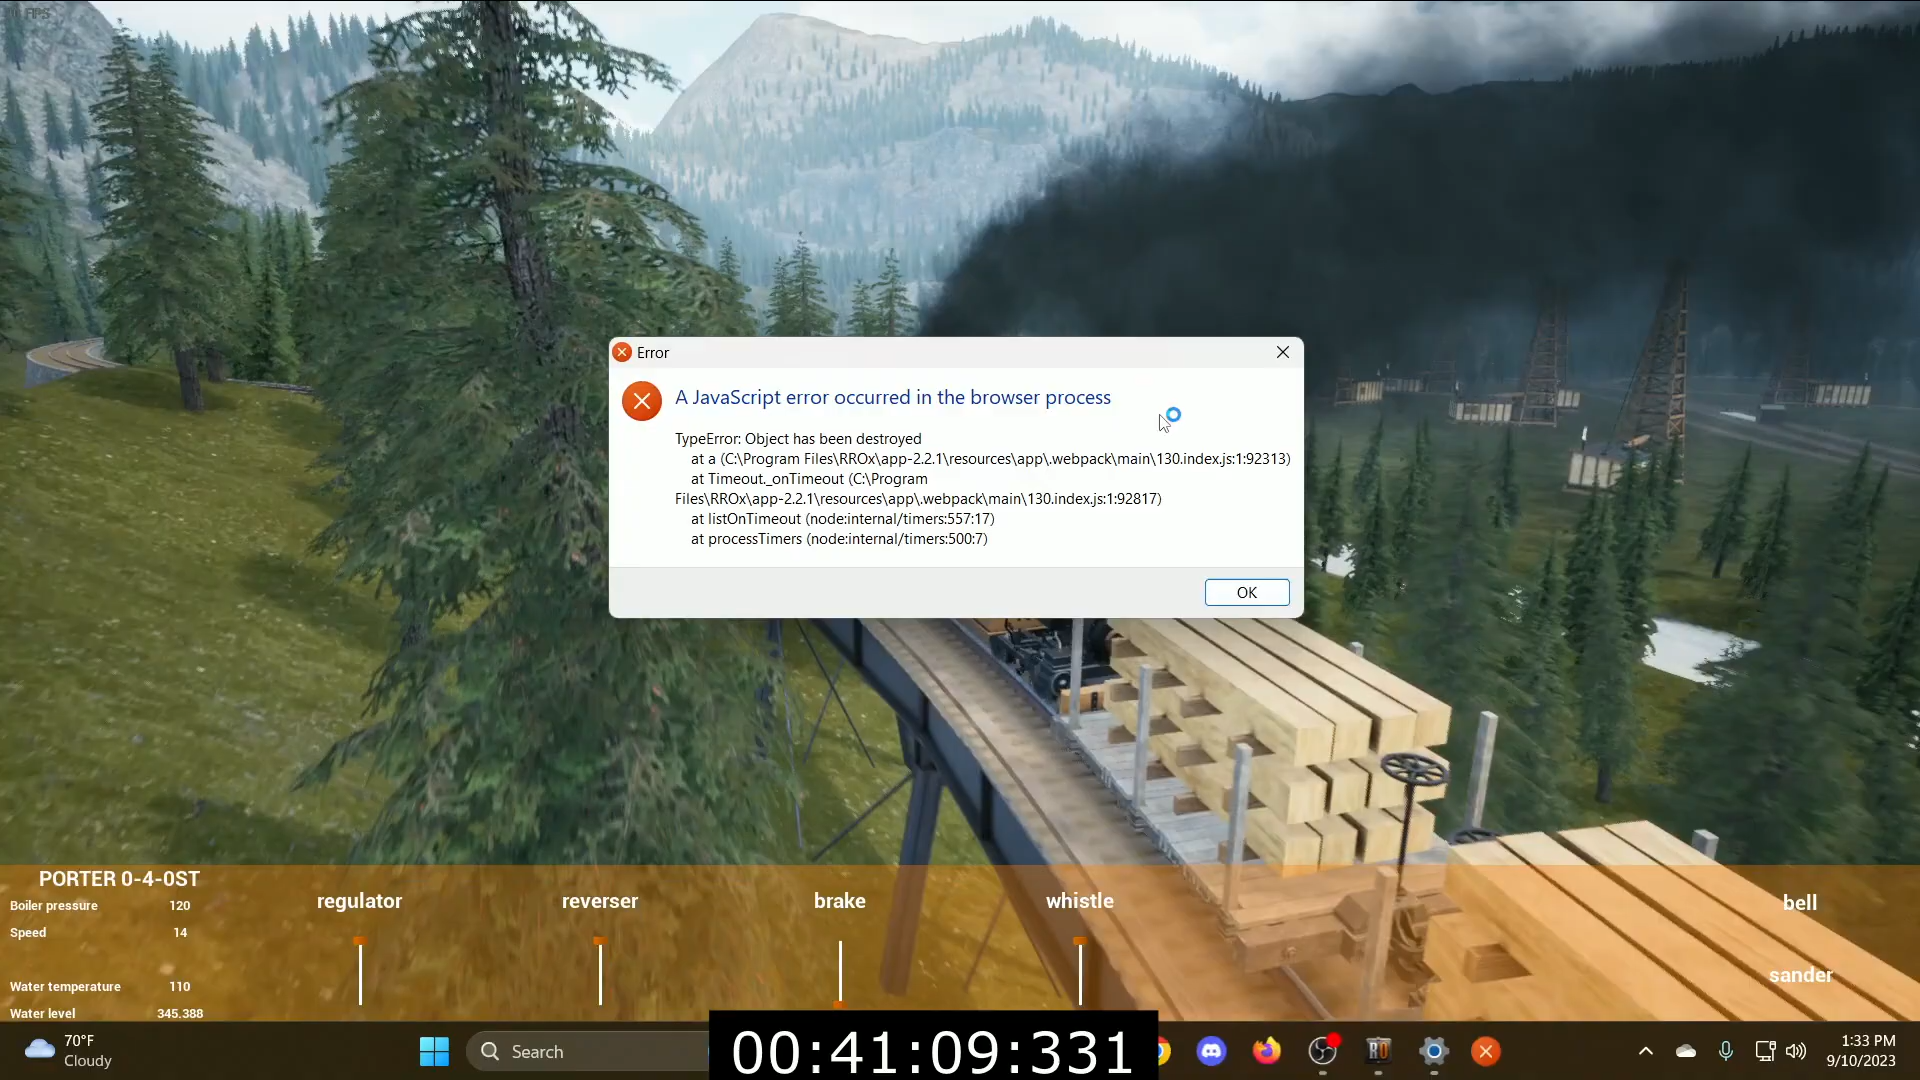 FPS
Error
A JavaScript error occurred in the browser process
TypeError: Object has been destroyed
at a (C:\Program Files\RROx\app-2.2.1\resources\app\.webpack\main\130.index.js:1:92313)
at Timeout._onTimeout (C:\Program
Files\RROx\app-2.2.1\resources\app\.webpack\main\130.index.js:1:92817)
at listOnTimeout (node:internal/timers:557:17)
at processTimers (node:internal/timers:500:7)
OK
PORTER 0-4-0ST
Boiler pressure 120
Speed 14
Water temperature 110
Water level 345.388
regulator
reverser
brake
whistle
bell
sander
70°F
Cloudy
Search
00:41:09:331
RO
1:33 PM
9/10/2023